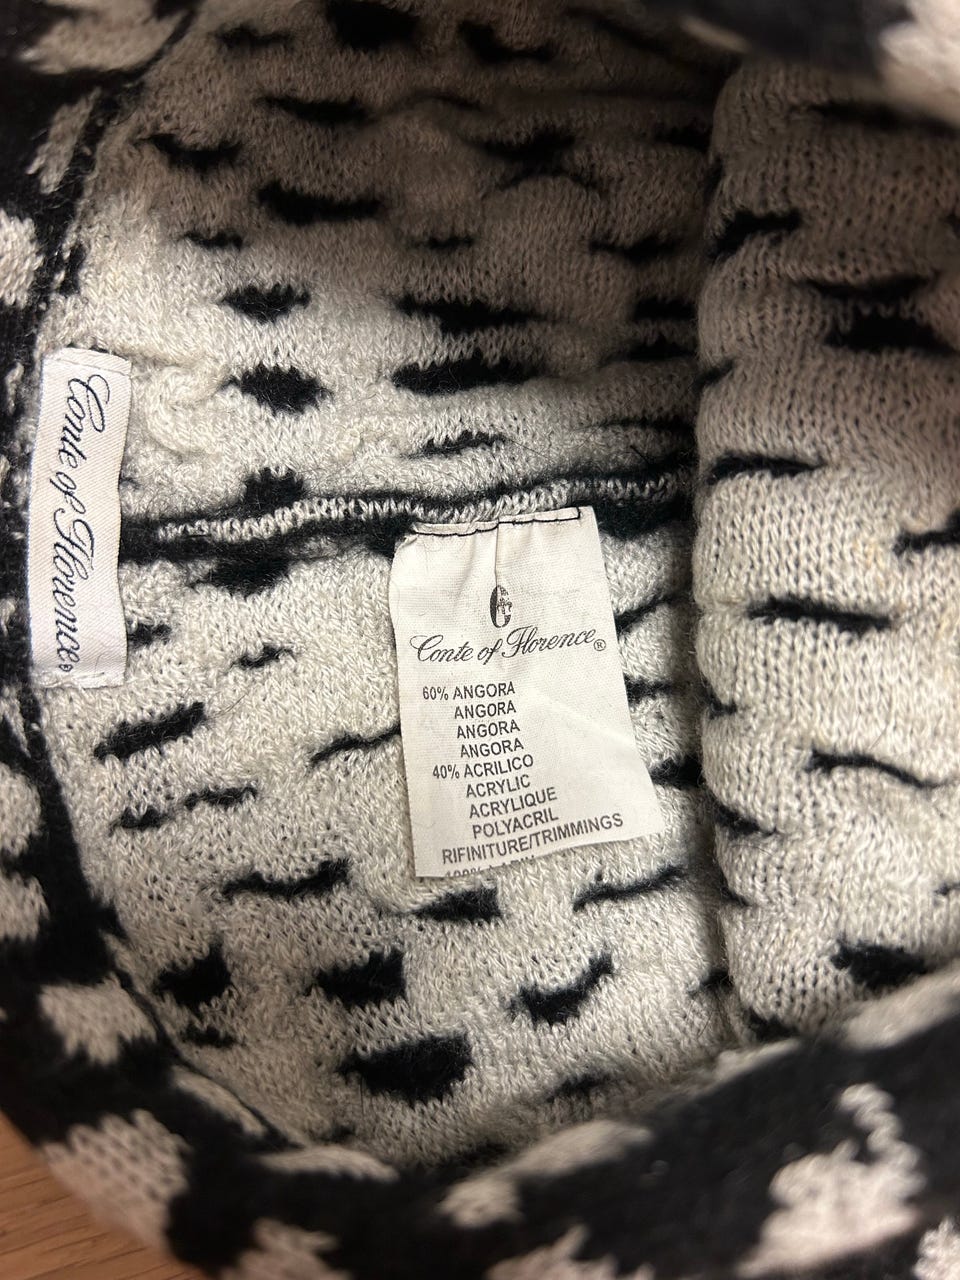 Conte of Florence®
Conte of Florence®
60% ANGORA
ANGORA
ANGORA
ANGORA
40% ACRILICO
ACRYLIC
ACRYLIQUE
POLYACRIL
RIFINITURE/TRIMMINGS